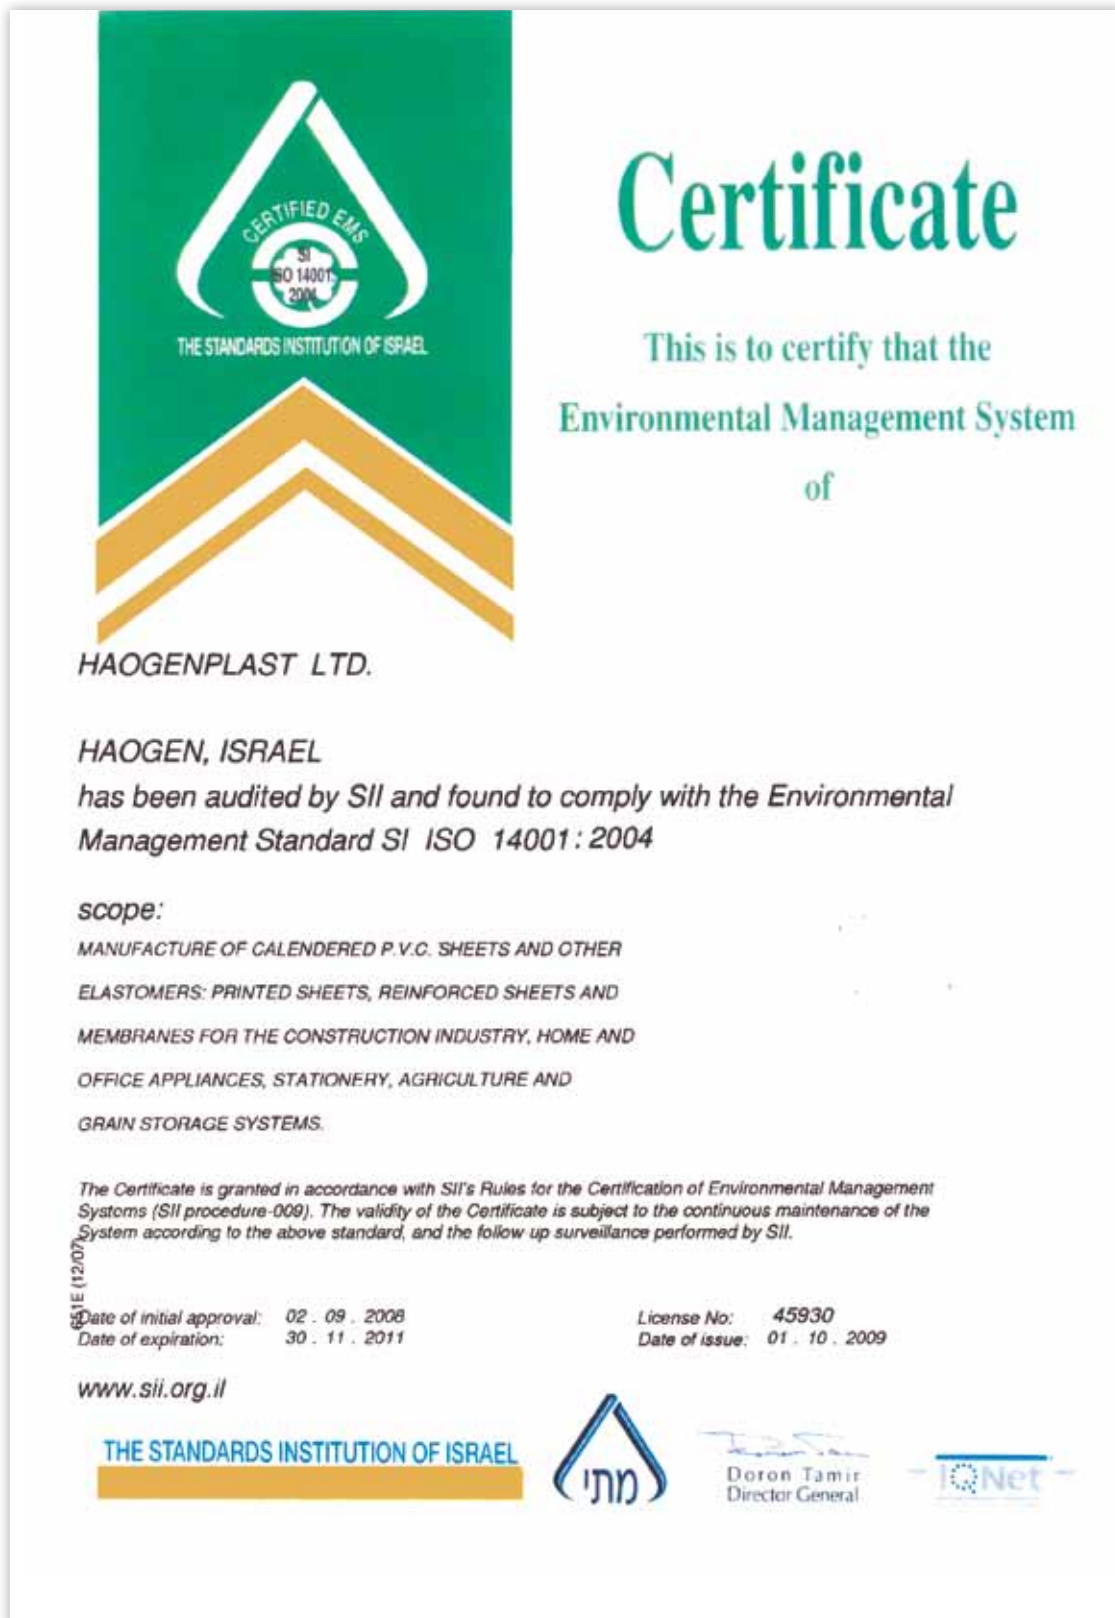 CERTIFIED EMS
SI
ISO 14001:
2004
THE STANDARDS INSTITUTION OF ISRAEL
Certificate
This is to certify that the
Environmental Management System
of
HAOGENPLAST LTD.
HAOGEN, ISRAEL
has been audited by SII and found to comply with the Environmental
Management Standard SI ISO 14001: 2004
scope:
MANUFACTURE OF CALENDERED P.V.C. SHEETS AND OTHER
ELASTOMERS: PRINTED SHEETS, REINFORCED SHEETS AND
MEMBRANES FOR THE CONSTRUCTION INDUSTRY, HOME AND
OFFICE APPLIANCES, STATIONERY, AGRICULTURE AND
GRAIN STORAGE SYSTEMS.
The Certificate is granted in accordance with SII's Rules for the Certification of Environmental Management
Systems (SII procedure-009). The validity of the Certificate is subject to the continuous maintenance of the
System according to the above standard, and the follow up surveillance performed by SII.
(12/07)
Date of initial approval: 02 . 09 . 2008
Date of expiration: 30 . 11 . 2011
License No: 45930
Date of issue: 01 . 10 . 2009
www.sii.org.il
THE STANDARDS INSTITUTION OF ISRAEL
מתי
Doron Tamir
Director General
IQNet